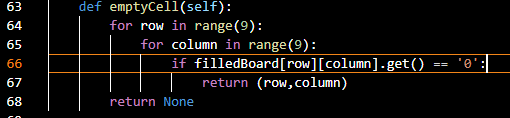 63 def emptyCell(self):
64 for row in range(9):
65 for column in range(9):
66 if filledBoard[row][column].get() == '0':
67 return (row,column)
68 return None